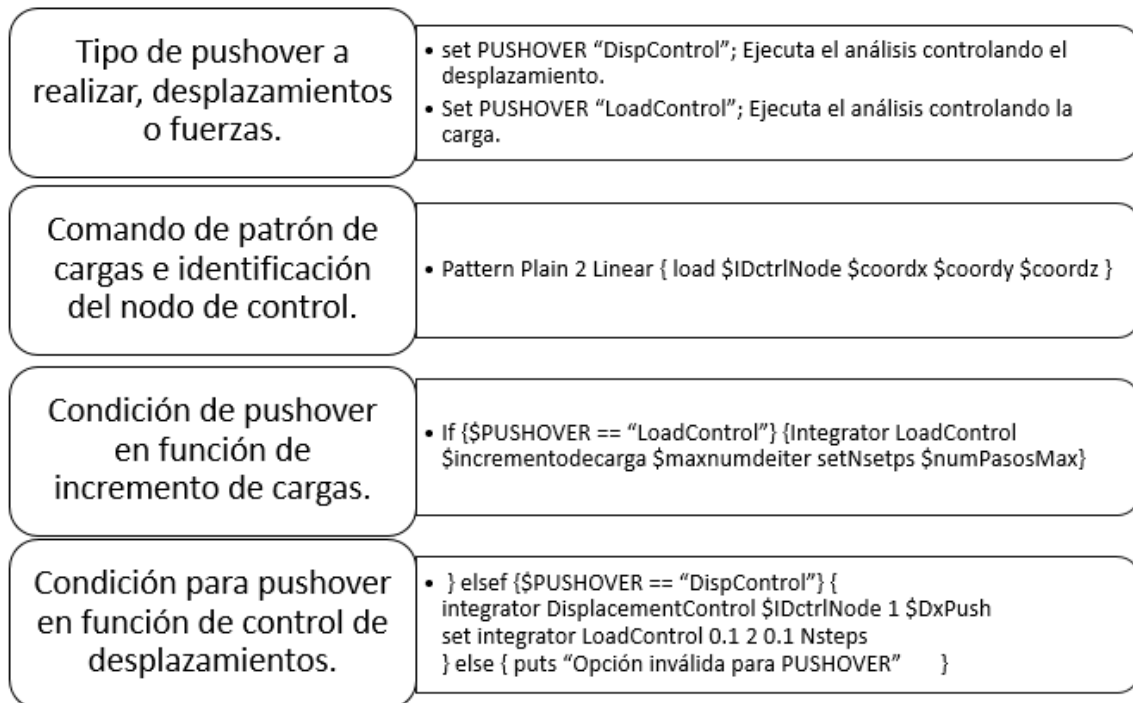 Tipo de pushover a
realizar, desplazamientos
o fuerzas.
• set PUSHOVER “DispControl”; Ejecuta el análisis controlando el
desplazamiento.
• Set PUSHOVER “LoadControl”; Ejecuta el análisis controlando la
carga.
Comando de patrón de
cargas e identificación
del nodo de control.
• Pattern Plain 2 Linear { load $IDctrlNode $coordx $coordy $coordz }
Condición de pushover
en función de
incremento de cargas.
• If {$PUSHOVER == “LoadControl”} {Integrator LoadControl
$incrementodecarga $maxnumdeiter setNsetps $numPasosMax}
Condición para pushover
en función de control de
desplazamientos.
• } elsef {$PUSHOVER == “DispControl”} {
integrator DisplacementControl $IDctrlNode 1 $DxPush
set integrator LoadControl 0.1 2 0.1 Nsteps
} else { puts “Opción inválida para PUSHOVER” }